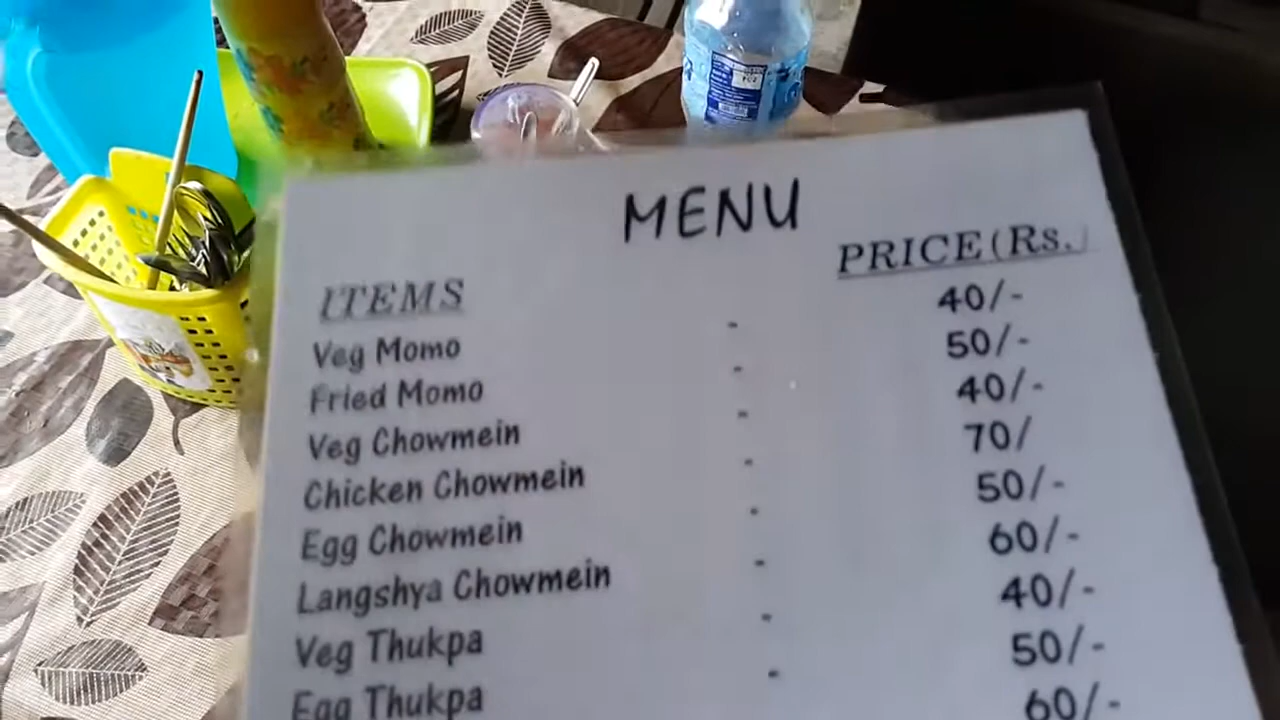 MENU
ITEMS PRICE(Rs.
Veg Momo - 40/-
Fried Momo - 50/-
Veg Chowmein - 40/-
Chicken Chowmein - 70/
Egg Chowmein - 50/-
Langshya Chowmein - 60/-
Veg Thukpa - 40/-
Egg Thukpa - 50/-
60/-